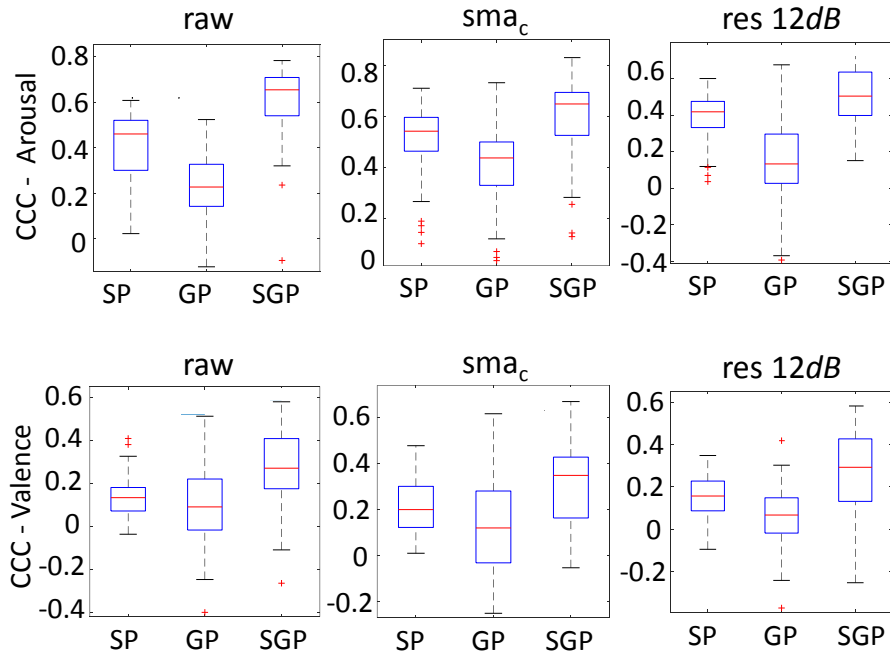 raw
sma_c
res 12dB
CCC - Arousal
0.8
0.6
0.4
0.2
0
0.8
0.6
0.4
0.2
0
0.6
0.4
0.2
0
-0.2
-0.4
SP GP SGP
SP GP SGP
SP GP SGP
raw
sma_c
res 12dB
CCC - Valence
0.6
0.4
0.2
0
0.2
-0.4
0.6
0.4
0.2
0
-0.2
0.6
0.4
0.2
0
0.2
SP GP SGP
SP GP SGP
SP GP SGP